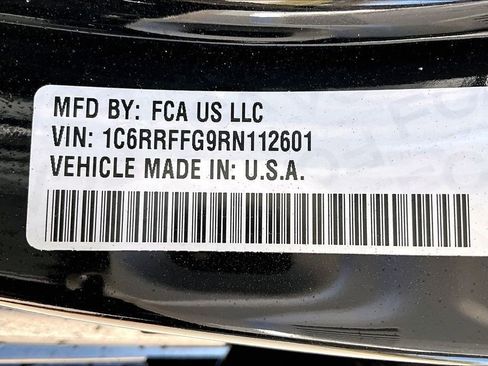 MFD BY: FCA US LLC
VIN: 1C6RRFFG9RN112601
VEHICLE MADE IN: U.S.A.